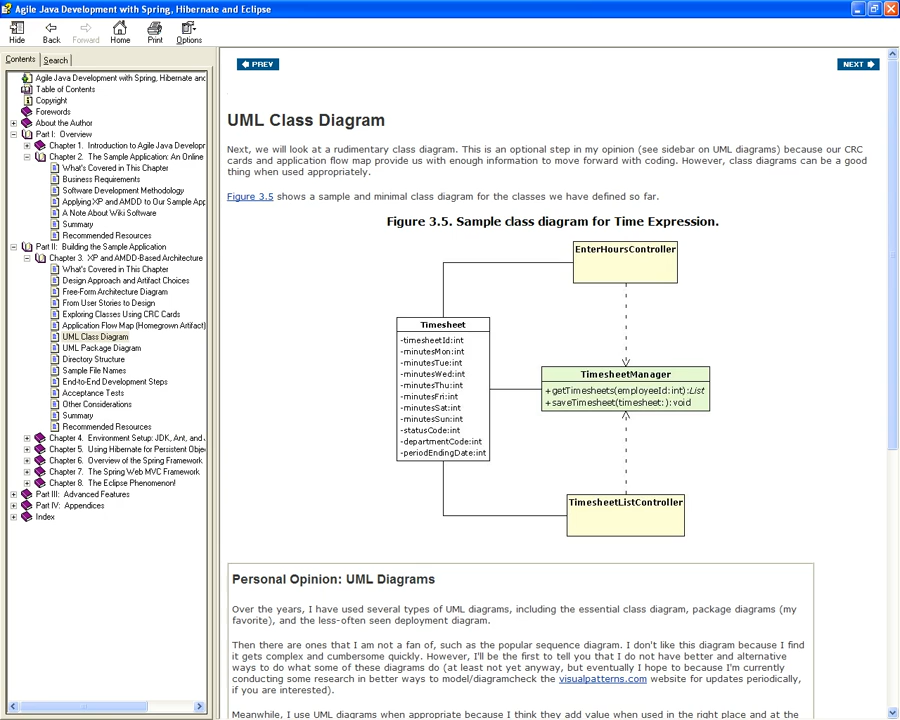 Agile Java Development with Spring, Hibernate and Eclipse
Hide Back Forward Home Print Options
Contents Search
Agile Java Development with Spring, Hibernate and
Table of Contents
Copyright
Forewords
About the Author
Part I: Overview
Chapter 1. Introduction to Agile Java Develop
Chapter 2. The Sample Application: An Online
What's Covered in This Chapter
Business Requirements
Software Development Methodology
Applying XP and AMDD to Our Sample App
A Note About Wiki Software
Summary
Recommended Resources
Part II: Building the Sample Application
Chapter 3. XP and AMDD-Based Architecture
What's Covered in This Chapter
Design Approach and Artifact Choices
Free-Form Architecture Diagram
From User Stories to Design
Exploring Classes Using CRC Cards
Application Flow Map (Homegrown Artifact)
UML Class Diagram
UML Package Diagram
Directory Structure
Sample File Names
End-to-End Development Steps
Acceptance Tests
Other Considerations
Summary
Recommended Resources
Chapter 4. Environment Setup: JDK, Ant, and
Chapter 5. Using Hibernate for Persistent Obje
Chapter 6. Overview of the Spring Framework
Chapter 7. The Spring Web MVC Framework
Chapter 8. The Eclipse Phenomenon!
Part III: Advanced Features
Part IV: Appendices
Index
PREV NEXT
UML Class Diagram
Next, we will look at a rudimentary class diagram. This is an optional step in my opinion (see sidebar on UML diagrams) because our CRC
cards and application flow map provide us with enough information to move forward with coding. However, class diagrams can be a good
thing when used appropriately.
Figure 3.5 shows a sample and minimal class diagram for the classes we have defined so far.
Figure 3.5. Sample class diagram for Time Expression.
EnterHoursController
Timesheet
-timesheetId:int
-minutesMon:int
-minutesTue:int
-minutesWed:int
-minutesThu:int
-minutesFri:int
-minutesSat:int
-minutesSun:int
-statusCode:int
-departmentCode:int
-periodEndingDate:int
TimesheetManager
+getTimesheets(employeeId:int):List
+saveTimesheet(timesheet:):void
TimesheetListController
Personal Opinion: UML Diagrams
Over the years, I have used several types of UML diagrams, including the essential class diagram, package diagrams (my
favorite), and the less-often seen deployment diagram.
Then there are ones that I am not a fan of, such as the popular sequence diagram. I don't like this diagram because I find
it gets complex and cumbersome quickly. However, I'll be the first to tell you that I do not have better and alternative
ways to do what some of these diagrams do (at least not yet anyway, but eventually I hope to because I'm currently
conducting some research in better ways to model/diagramcheck the visualpatterns.com website for updates periodically,
if you are interested).
Meanwhile, I use UML diagrams when appropriate because I think they add value when used in the right place and at the